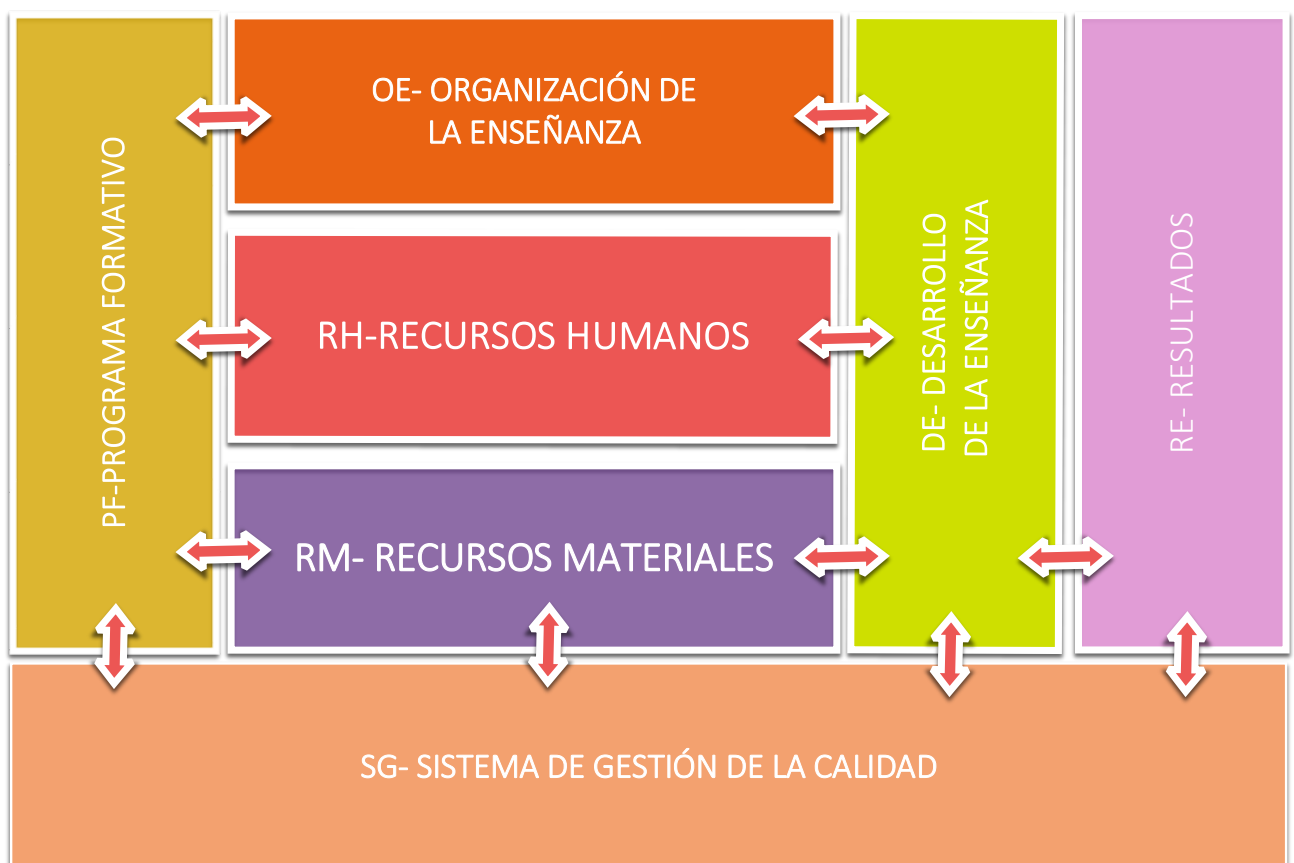 PF-PROGRAMA FORMATIVO
OE- ORGANIZACIÓN DE
LA ENSEÑANZA
RH-RECURSOS HUMANOS
RM- RECURSOS MATERIALES
DE- DESARROLLO
DE LA ENSEÑANZA
RE- RESULTADOS
SG- SISTEMA DE GESTIÓN DE LA CALIDAD